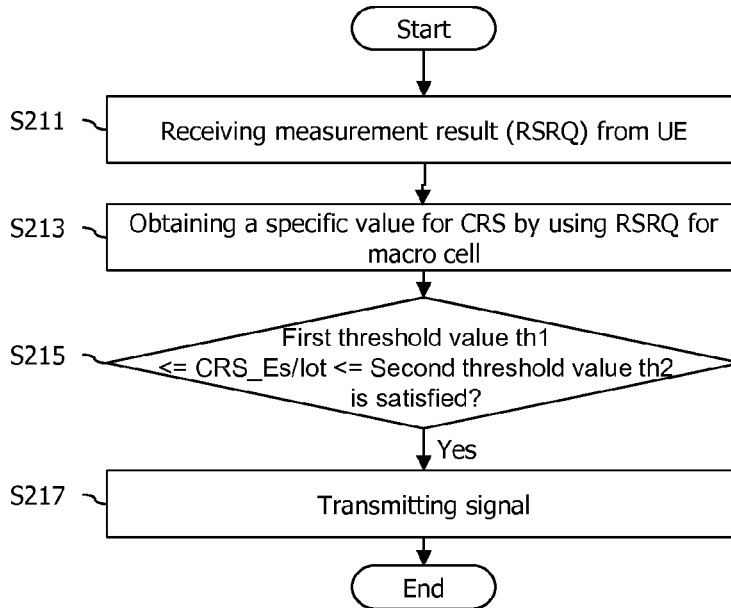 Start
S211
Receiving measurement result (RSRQ) from UE
S213
Obtaining a specific value for CRS by using RSRQ for
macro cell
S215
First threshold value th1
<= CRS_Es/Iot <= Second threshold value th2
is satisfied?
Yes
S217
Transmitting signal
End